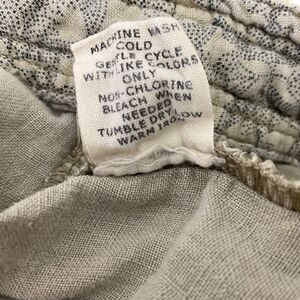 MACHINE WASH
COLD
GENTLE CYCLE
WITH LIKE COLORS
ONLY
NON-CHLORINE
BLEACH WHEN
NEEDED
TUMBLE DRY LOW
WARM IRON